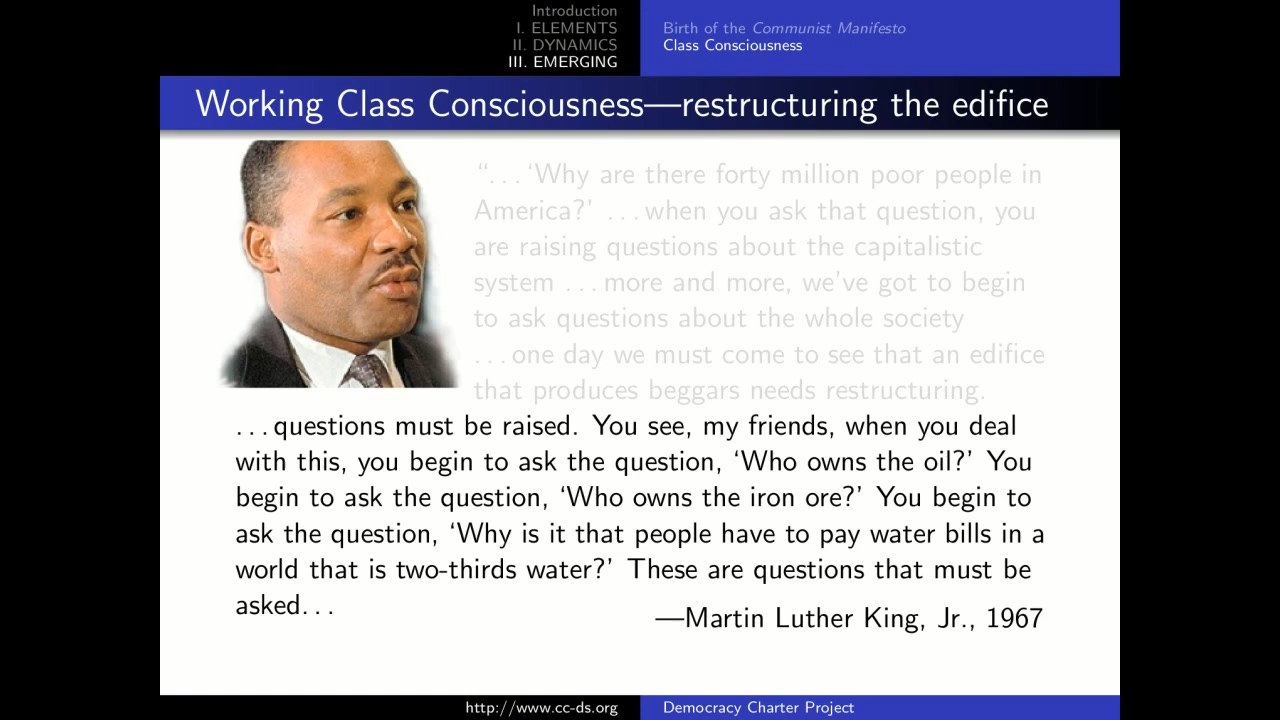 Introduction
I. ELEMENTS
II. DYNAMICS
III. EMERGING
Birth of the Communist Manifesto
Class Consciousness
Working Class Consciousness—restructuring the edifice
“. . . ‘Why are there forty million poor people in
America?’ . . . when you ask that question, you
are raising questions about the capitalistic
system . . . more and more, we’ve got to begin
to ask questions about the whole society
. . . one day we must come to see that an edifice
that produces beggars needs restructuring.
. . . questions must be raised. You see, my friends, when you deal
with this, you begin to ask the question, ‘Who owns the oil?’ You
begin to ask the question, ‘Who owns the iron ore?’ You begin to
ask the question, ‘Why is it that people have to pay water bills in a
world that is two-thirds water?’ These are questions that must be
asked. . .
—Martin Luther King, Jr., 1967
http://www.cc-ds.org
Democracy Charter Project